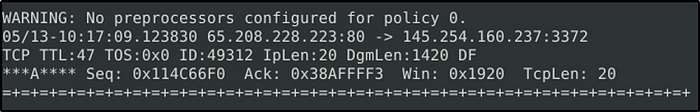 WARNING: No preprocessors configured for policy 0.
05/13-10:17:09.123830 65.208.228.223:80 -> 145.254.160.237:3372
TCP TTL:47 TOS:0x0 ID:49312 IpLen:20 DgmLen:1420 DF
***A**** Seq: 0x114C66F0  Ack: 0x38AFFFF3  Win: 0x1920  TcpLen: 20
=+=+=+=+=+=+=+=+=+=+=+=+=+=+=+=+=+=+=+=+=+=+=+=+=+=+=+=+=+=+=+=+=+=+=+=+=+